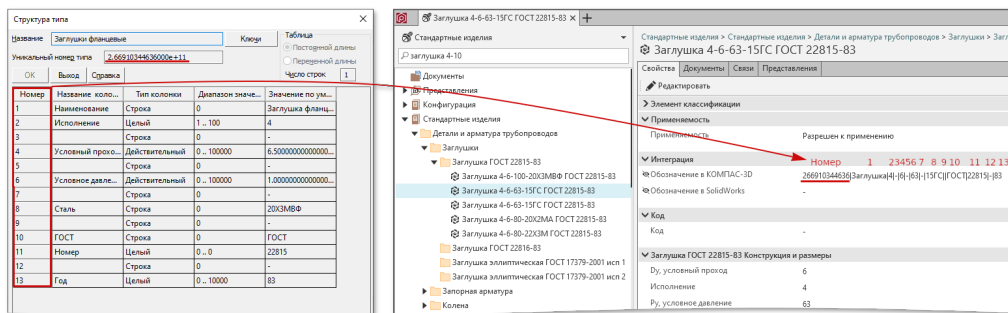 Структура типа
Название Заглушки фланцевые Ключи
Уникальный номер типа 2.66910344636000e+11
Таблица
Постоянной длины
Переменной длины
Число строк 1
OK Выход Справка
Номер Название коло... Тип колонки Диапазон значе... Значение по ум...
1 Наименование Строка 0 Заглушка фланц...
2 Исполнение Целый 1 .. 100 4
3 Строка 0 -
4 Условный прохо... Действительный 0 .. 100000 6.50000000000000...
5 Строка 0 -
6 Условное давле... Действительный 0 .. 100000 1.00000000000000...
7 Строка 0 -
8 Сталь Строка 0 20Х3МВФ
9 Строка 0 -
10 ГОСТ Строка 0 ГОСТ
11 Номер Целый 0 .. 0 22815
12 Строка 0 -
13 Год Целый 0 .. 10000 83
Заглушка 4-6-63-15ГС ГОСТ 22815-83
Стандартные изделия
заглушка 4-10
Документы
Представления
Конфигурация
Стандартные изделия
Детали и арматура трубопроводов
Заглушки
Заглушка ГОСТ 22815-83
Заглушка 4-6-100-20Х3МВФ ГОСТ 22815-83
Заглушка 4-6-63-15ГС ГОСТ 22815-83
Заглушка 4-6-63-15ГС ГОСТ 22815-83
Заглушка 4-6-80-20Х2МА ГОСТ 22815-83
Заглушка 4-6-80-22Х3М ГОСТ 22815-83
Заглушка ГОСТ 22816-83
Заглушка эллиптическая ГОСТ 17379-2001 исп 1
Заглушка эллиптическая ГОСТ 17379-2001 исп 2
Запорная арматура
Колена
Стандартные изделия > Стандартные изделия > Детали и арматура трубопроводов > Заглушки > Загл
Заглушка 4-6-63-15ГС ГОСТ 22815-83
Свойства Документы Связи Представления
Редактировать
Элемент классификации
Применяемость
Применяемость Разрешен к применению
Интеграция Номер 1 2 3 4 5 6 7 8 9 10 11 12 13
Обозначение в КОМПАС-3D 266910344636|Заглушка|4|-|6|-|63|-|15ГС||ГОСТ|22815|-|83
Обозначение в SolidWorks -
Код
Код -
Заглушка ГОСТ 22815-83 Конструкция и размеры
Dy, условный проход 6
Исполнение 4
Ру, условное давление 63